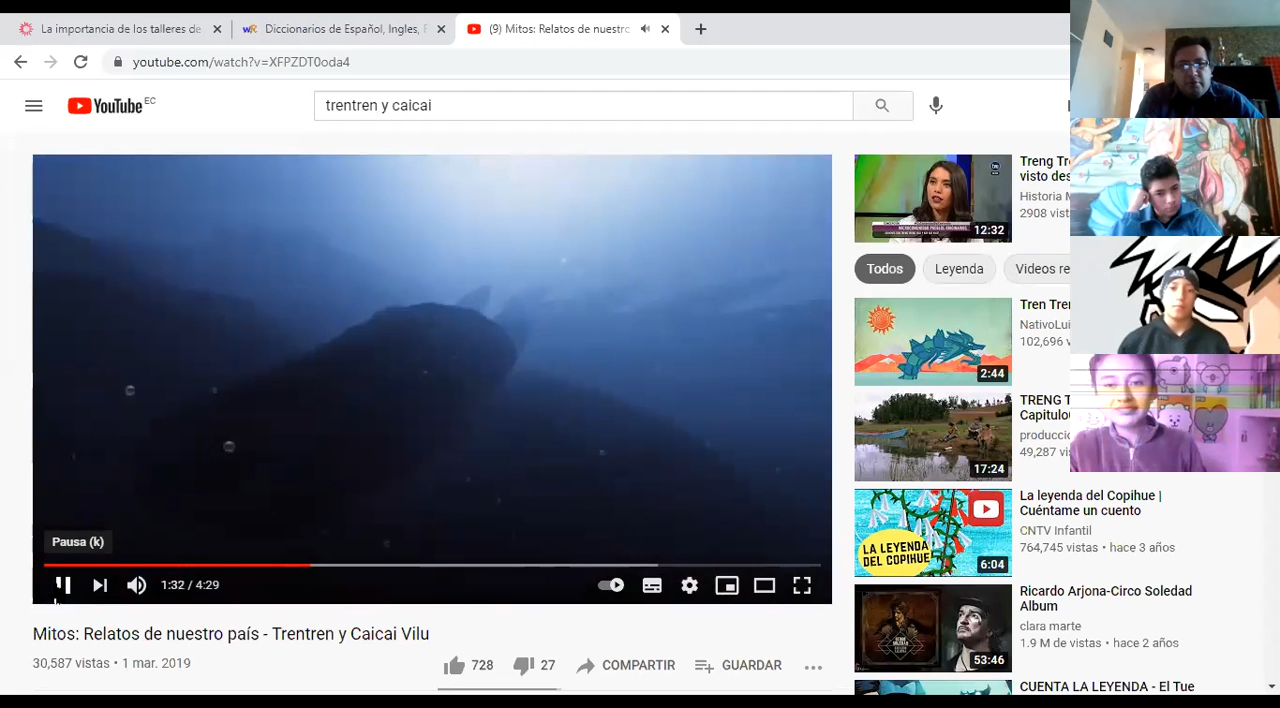 La importancia de los talleres de
Diccionarios de Español, Ingles, F
(9) Mitos: Relatos de nuestro
youtube.com/watch?v=XFPZDT0oda4
YouTube EC
trentren y caicai
12:32
Treng Tr
visto des
Historia M
2908 vist
Todos
Leyenda
Videos re
2:44
Tren Tren
NativoLui
102,696 v
17:24
TRENG T
Capitulo
producci
49,287 vis
LA LEYENDA
DEL COPIHUE
6:04
La leyenda del Copihue |
Cuéntame un cuento
CNTV Infantil
764,745 vistas • hace 3 años
53:46
Ricardo Arjona-Circo Soledad
Album
clara marte
1.9 M de vistas • hace 2 años
CUENTA LA LEYENDA - El Tue
Pausa (k)
1:32 / 4:29
Mitos: Relatos de nuestro país - Trentren y Caicai Vilu
30,587 vistas • 1 mar. 2019
728
27
COMPARTIR
GUARDAR